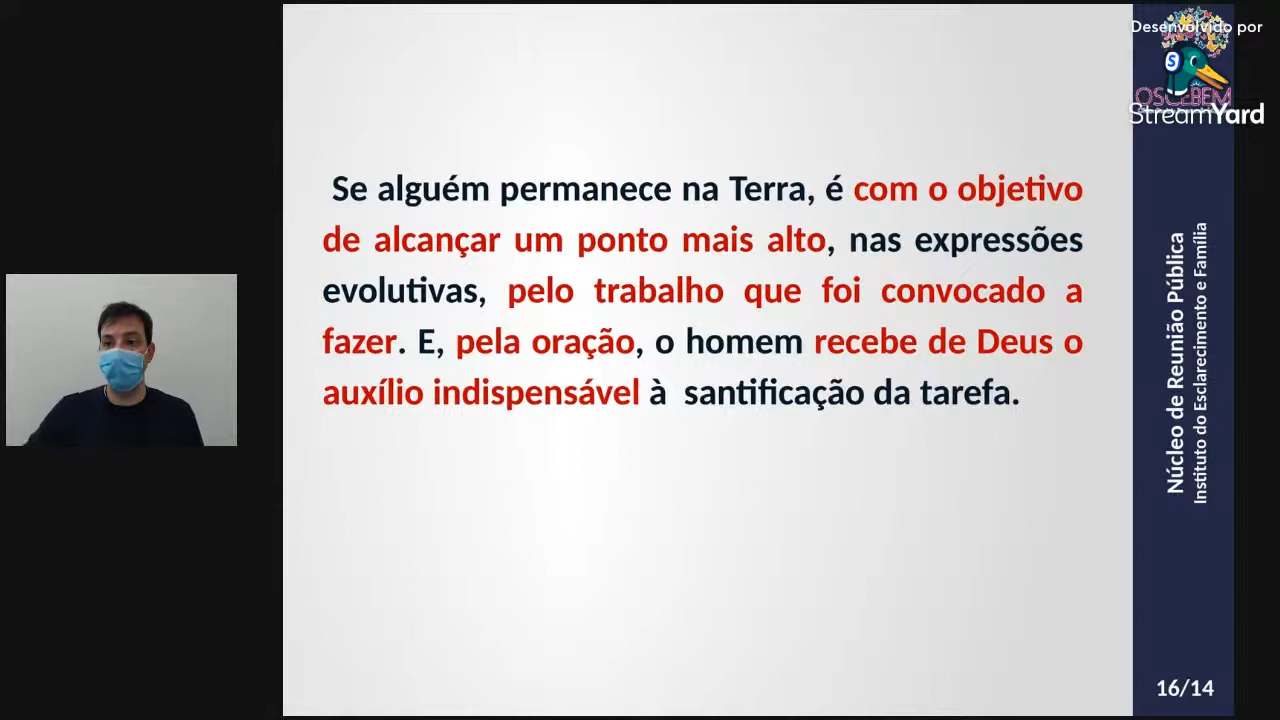 Desenvolvido por
OSCEBEM
StreamYard
Se alguém permanece na Terra, é com o objetivo
de alcançar um ponto mais alto, nas expressões
evolutivas, pelo trabalho que foi convocado a
fazer. E, pela oração, o homem recebe de Deus o
auxílio indispensável à santificação da tarefa.
Núcleo de Reunião Pública
Instituto do Esclarecimento e Família
16/14